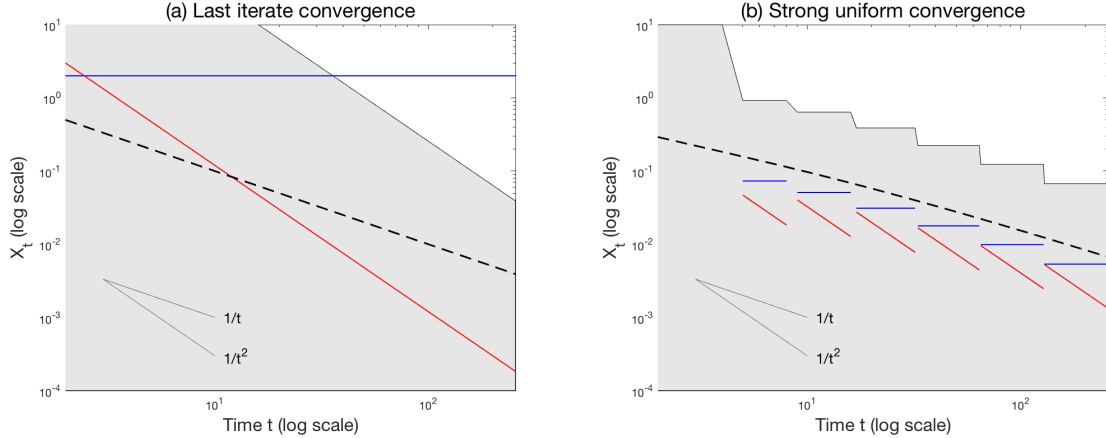 (a) Last iterate convergence
X_t (log scale)
10^1
10^0
10^-1
10^-2
10^-3
10^-4
1/t
1/t^2
10^1
10^2
Time t (log scale)
(b) Strong uniform convergence
X_t (log scale)
10^1
10^0
10^-1
10^-2
10^-3
10^-4
1/t
1/t^2
10^1
10^2
Time t (log scale)